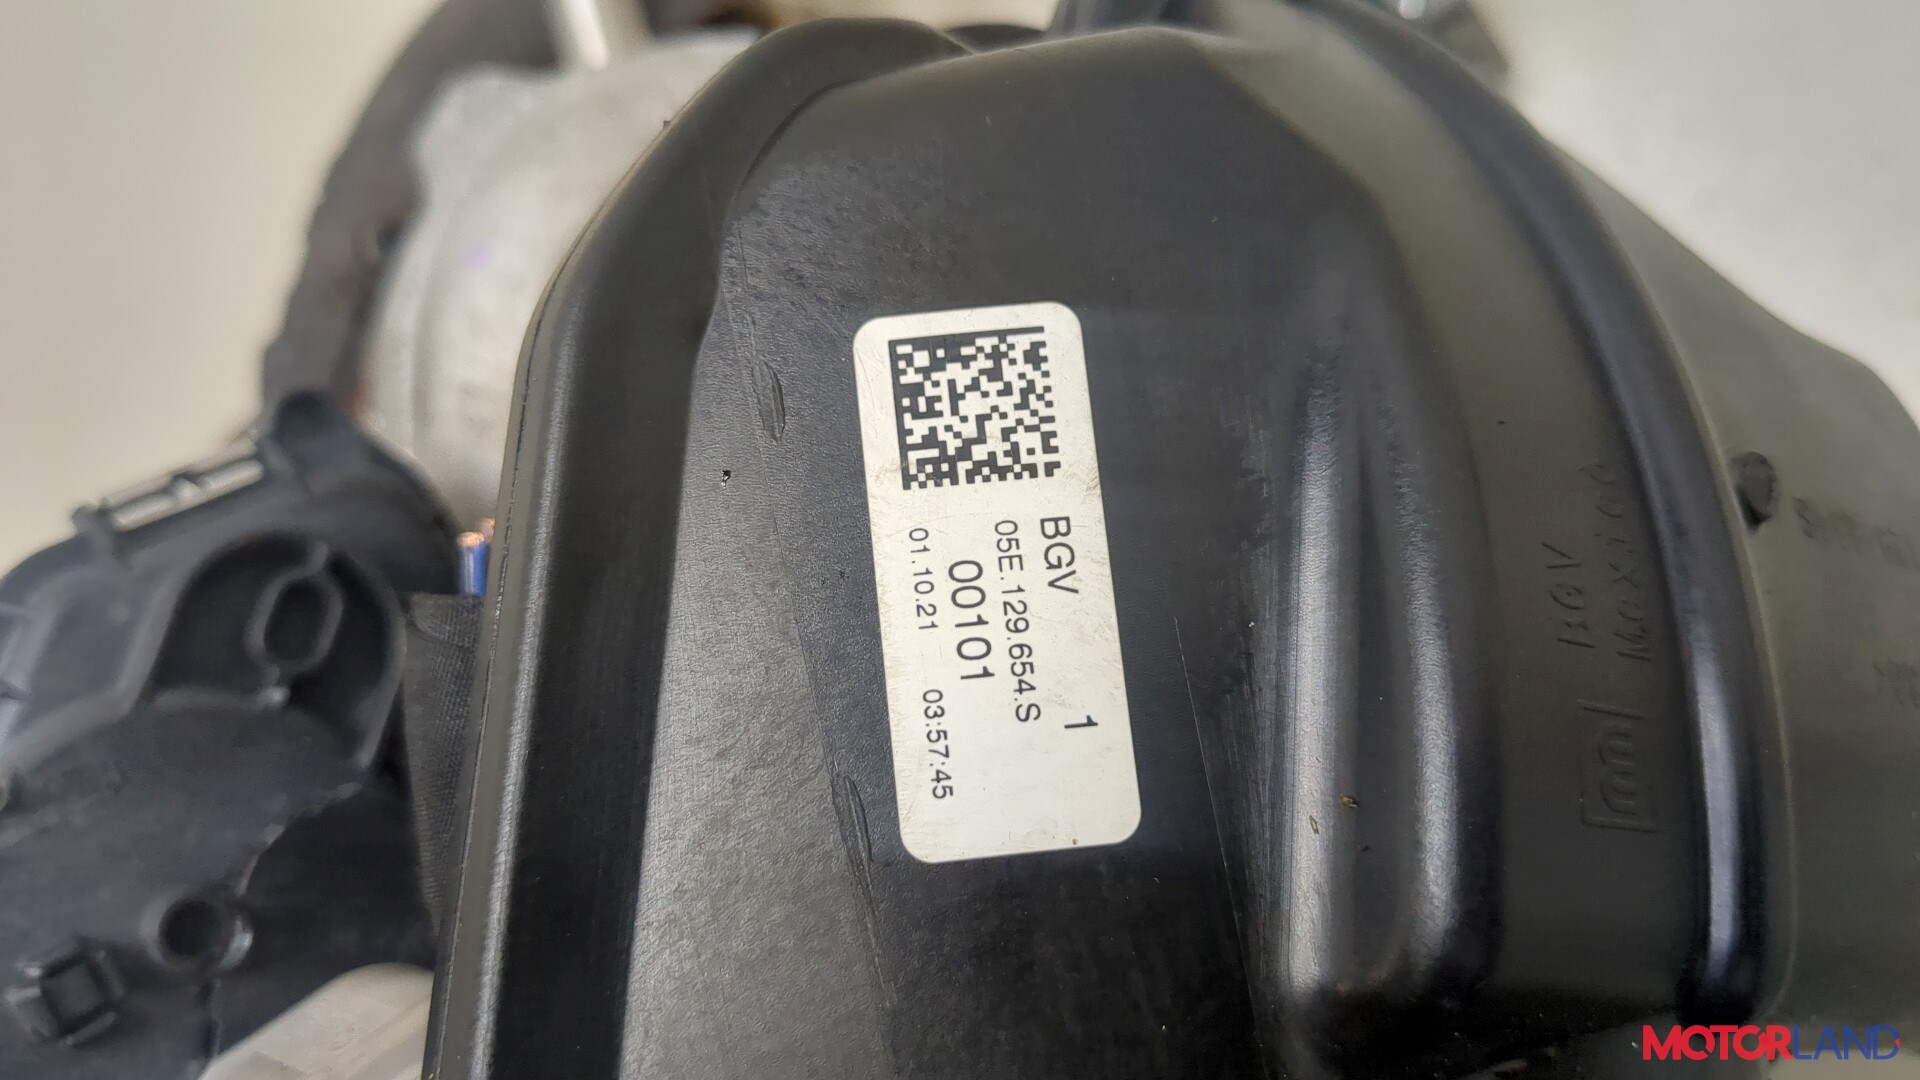 BGV 1
05E.129.654.S
00101
01.10.21 03:57:45
MOTORLAND